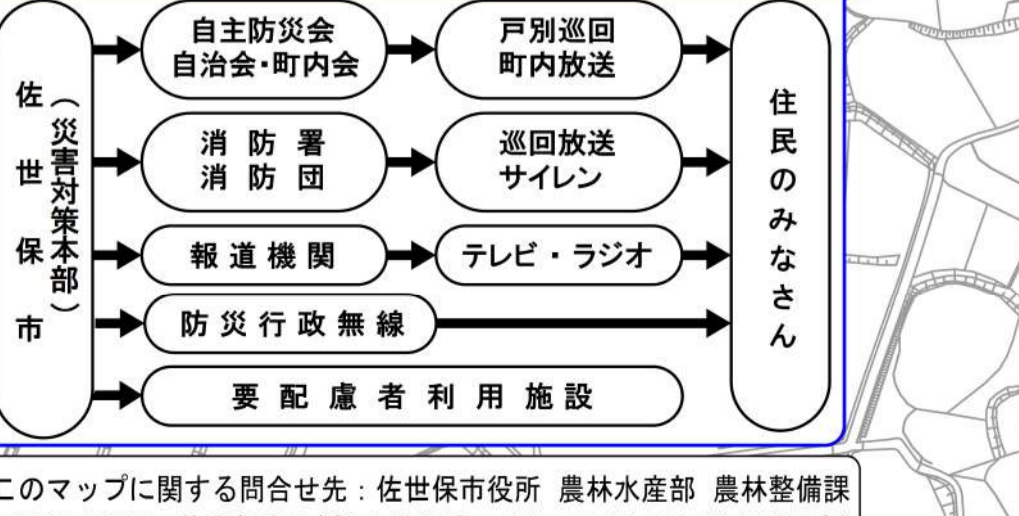 佐世保市
（災害対策本部）
自主防災会
自治会・町内会
戸別巡回
町内放送
消防署
消防団
巡回放送
サイレン
報道機関
テレビ・ラジオ
防災行政無線
要配慮者利用施設
住民のみなさん
このマップに関する問合せ先：佐世保市役所 農林水産部 農林整備課